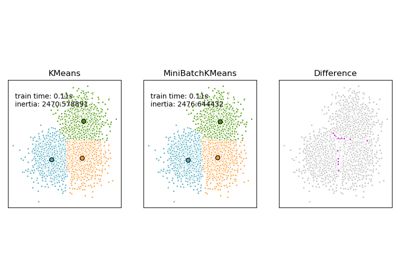 KMeans
train time: 0.11s
inertia: 2470.578891
MiniBatchKMeans
train time: 0.11s
inertia: 2476.644432
Difference